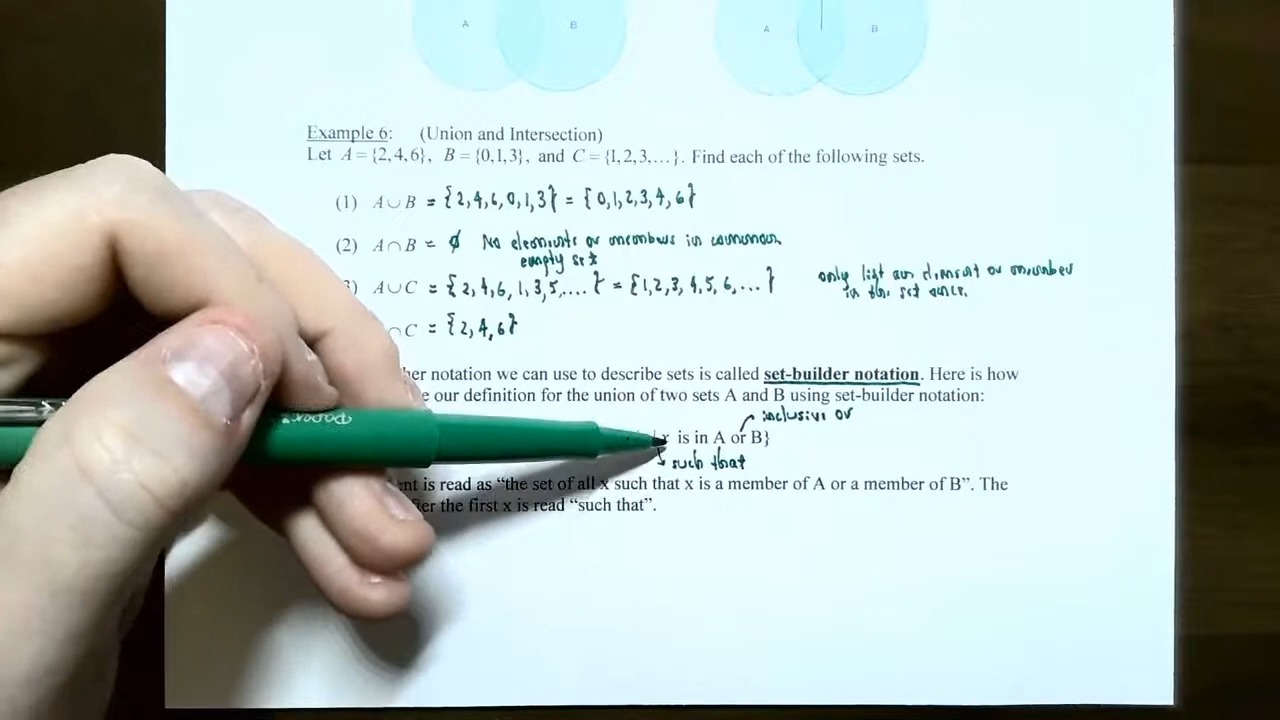 A B A B
Example 6: (Union and Intersection)
Let A = {2,4,6}, B = {0,1,3}, and C = {1,2,3,…}. Find each of the following sets.
(1) A∪B = {2,4,6,0,1,3} = {0,1,2,3,4,6}
(2) A∩B = ∅ No elements or members in common
empty set
) A∪C = {2,4,6,1,3,5,....} = {1,2,3,4,5,6,...} only list an element or member
in the set once.
∩C = {2,4,6}
her notation we can use to describe sets is called set-builder notation. Here is how
e our definition for the union of two sets A and B using set-builder notation:
inclusive or
x is in A or B}
such that
nt is read as “the set of all x such that x is a member of A or a member of B”. The
fter the first x is read “such that”.
Paper